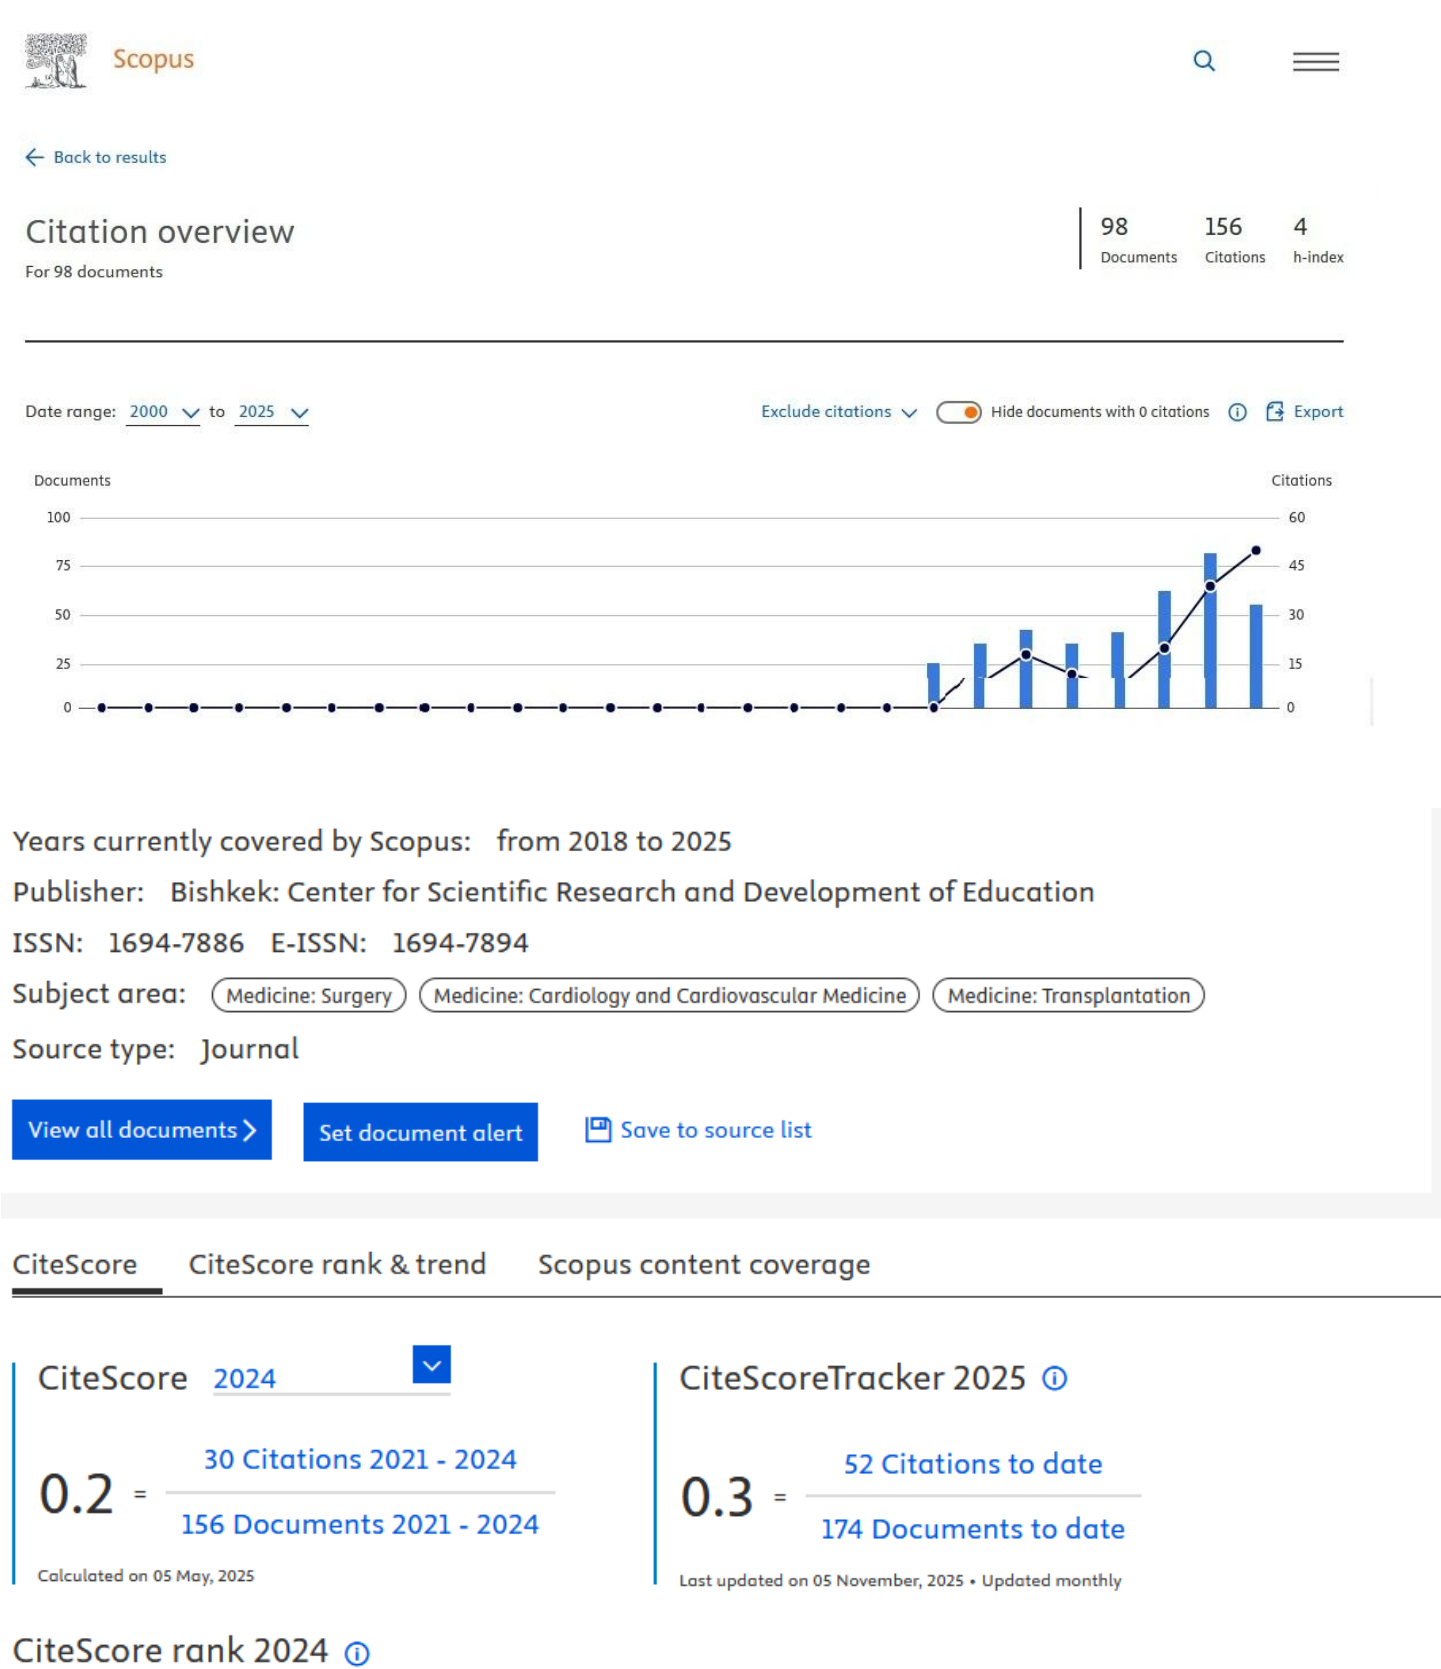 Scopus
Back to results
Citation overview
For 98 documents
98 156 4
Documents Citations h-index
Date range: 2000 to 2025 Exclude citations Hide documents with 0 citations Export
Documents Citations
100 60
75 45
50 30
25 15
0 0
Years currently covered by Scopus: from 2018 to 2025
Publisher: Bishkek: Center for Scientific Research and Development of Education
ISSN: 1694-7886 E-ISSN: 1694-7894
Subject area: Medicine: Surgery Medicine: Cardiology and Cardiovascular Medicine Medicine: Transplantation
Source type: Journal
View all documents Set document alert Save to source list
CiteScore CiteScore rank & trend Scopus content coverage
CiteScore 2024
0.2 =
30 Citations 2021 - 2024
156 Documents 2021 - 2024
Calculated on 05 May, 2025
CiteScoreTracker 2025
0.3 =
52 Citations to date
174 Documents to date
Last updated on 05 November, 2025 • Updated monthly
CiteScore rank 2024